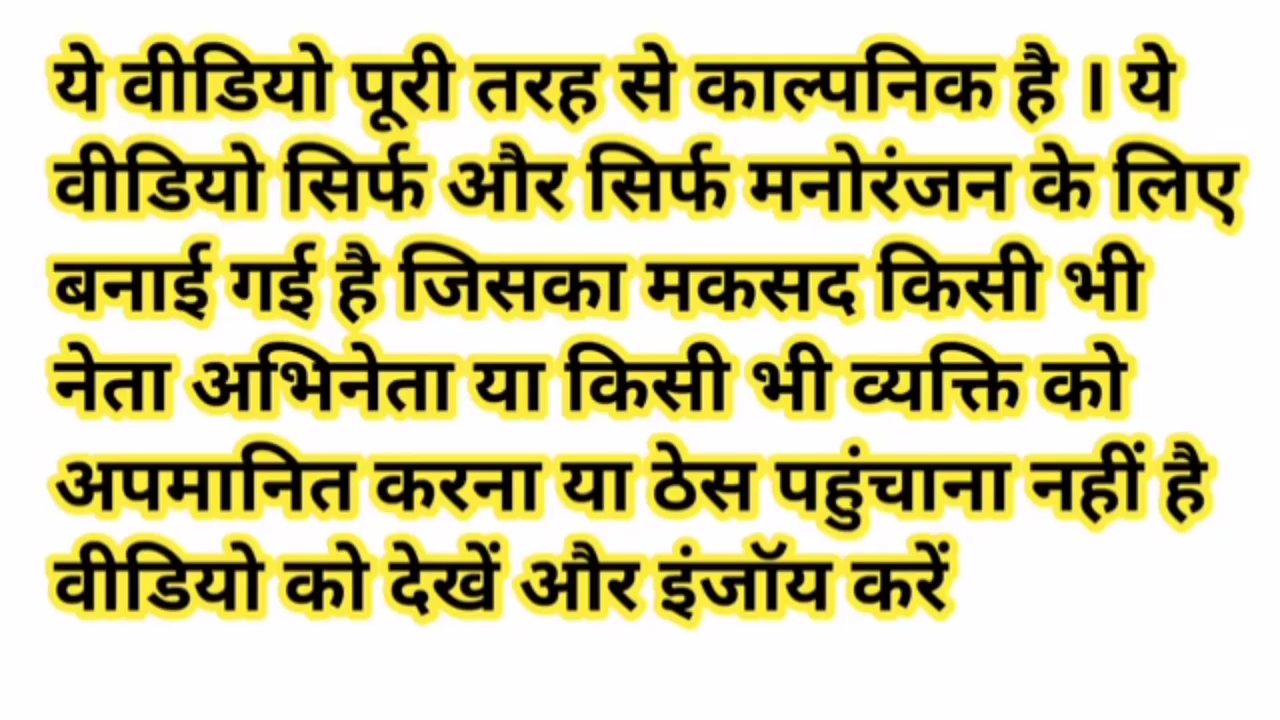 ये वीडियो पूरी तरह से काल्पनिक है । ये
वीडियो सिर्फ और सिर्फ मनोरंजन के लिए
बनाई गई है जिसका मकसद किसी भी
नेता अभिनेता या किसी भी व्यक्ति को
अपमानित करना या ठेस पहुंचाना नहीं है
वीडियो को देखें और इंजॉय करें